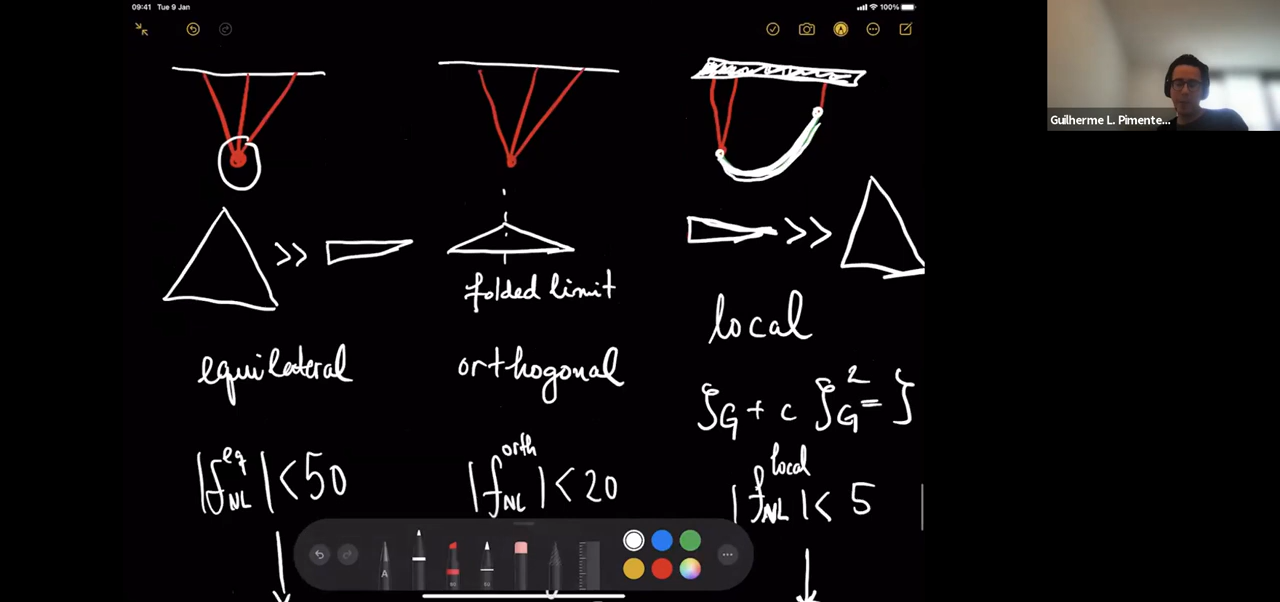 09:41 Tue 9 Jan
100%
Guilherme L. Pimente...
>>
>>
folded limit
local
equilateral
orthogonal
ζG + c ζG² = ζ
|f_NL^eq| < 50
|f_NL^orth| < 20
|f_NL^local| < 5
A